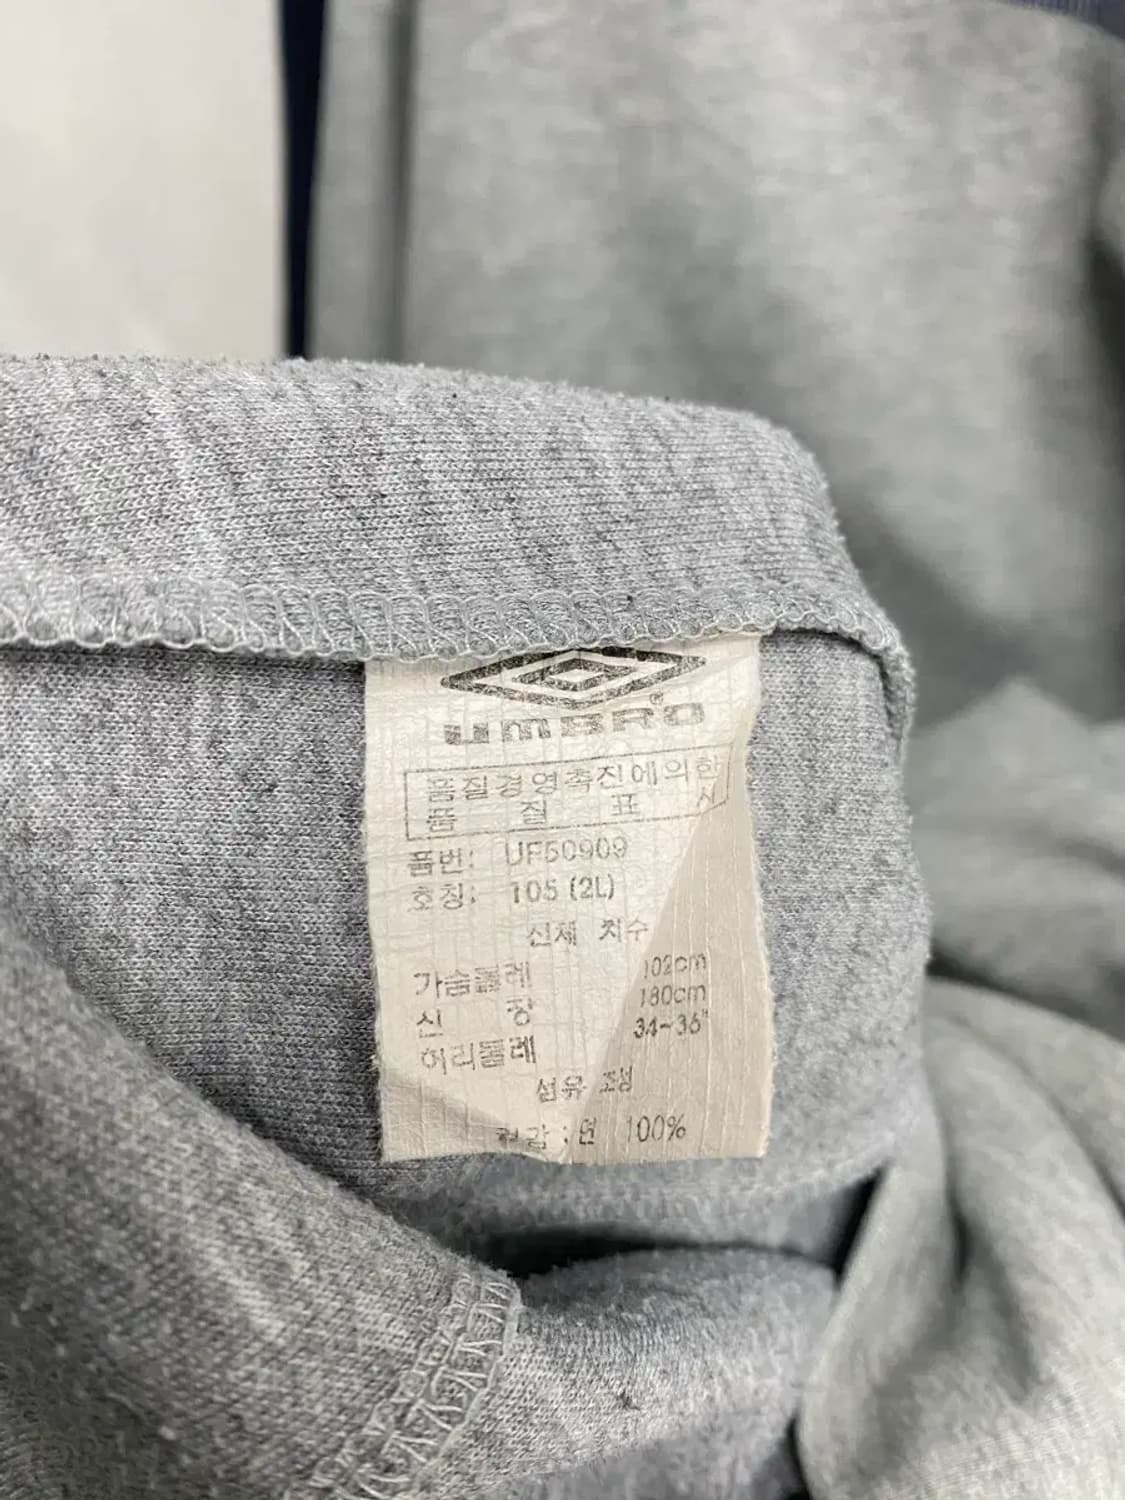 UMBRO®
품질경영촉진에의한
품 질 표 시
품번: UF50909
호칭: 105 (2L)
신체 치수
가슴둘레 102cm
신 장 180cm
허리둘레 34~36"
섬유 조성
겉감 : 면 100%